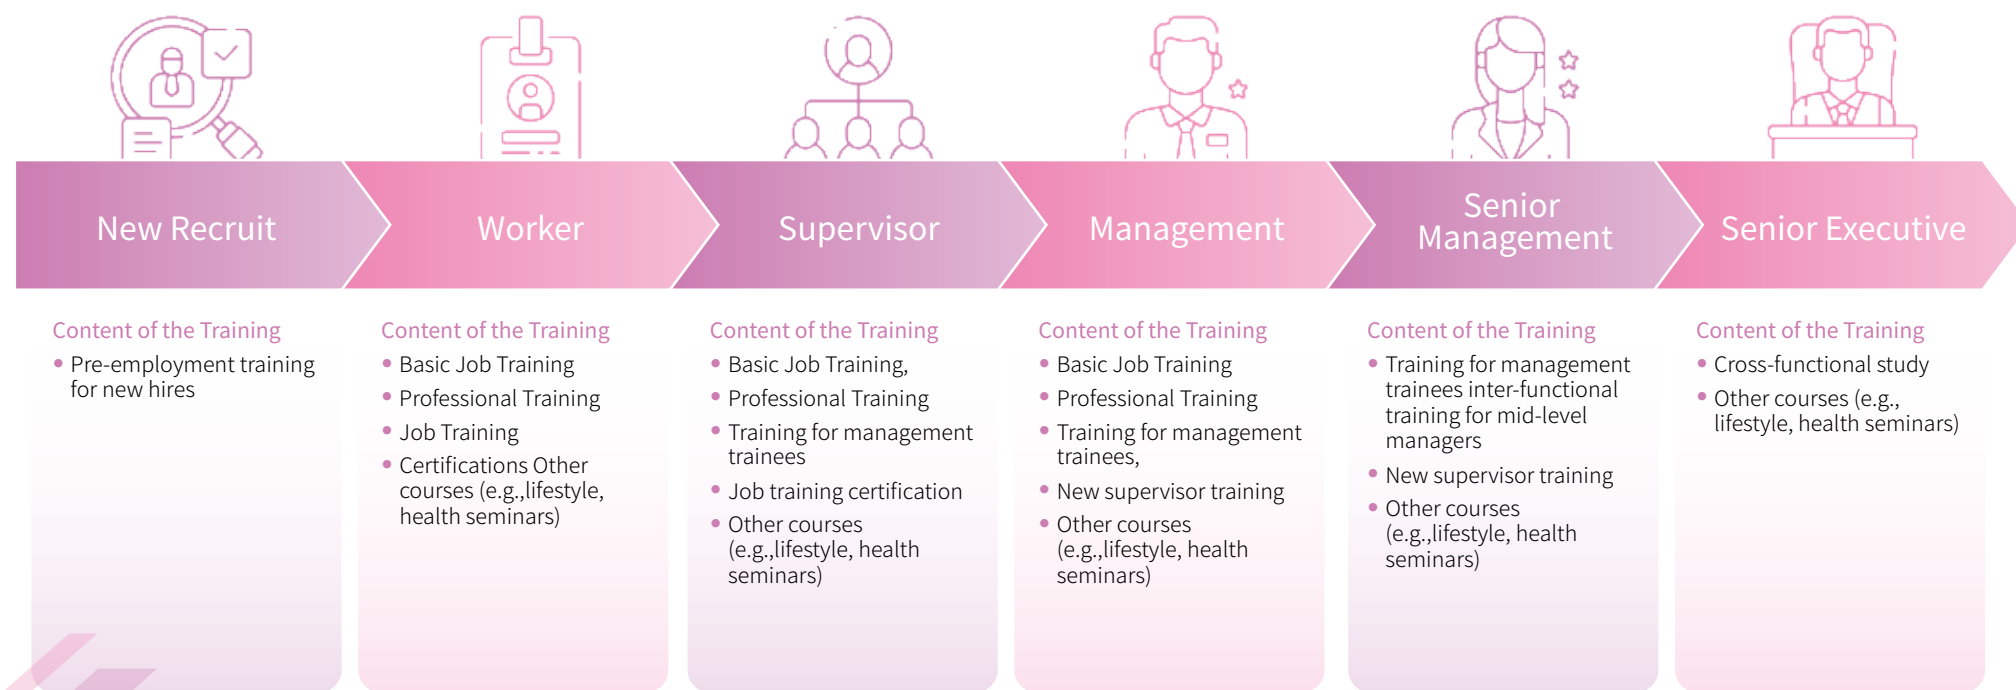 New Recruit
Worker
Supervisor
Management
Senior
Management
Senior Executive
Content of the Training
• Pre-employment training
for new hires
Content of the Training
• Basic Job Training
• Professional Training
• Job Training
• Certifications Other
courses (e.g.,lifestyle,
health seminars)
Content of the Training
• Basic Job Training,
• Professional Training
• Training for management
trainees
• Job training certification
• Other courses
(e.g.,lifestyle, health
seminars)
Content of the Training
• Basic Job Training
• Professional Training
• Training for management
trainees,
• New supervisor training
• Other courses
(e.g.,lifestyle, health
seminars)
Content of the Training
• Training for management
trainees inter-functional
training for mid-level
managers
• New supervisor training
• Other courses
(e.g.,lifestyle, health
seminars)
Content of the Training
• Cross-functional study
• Other courses (e.g.,
lifestyle, health seminars)